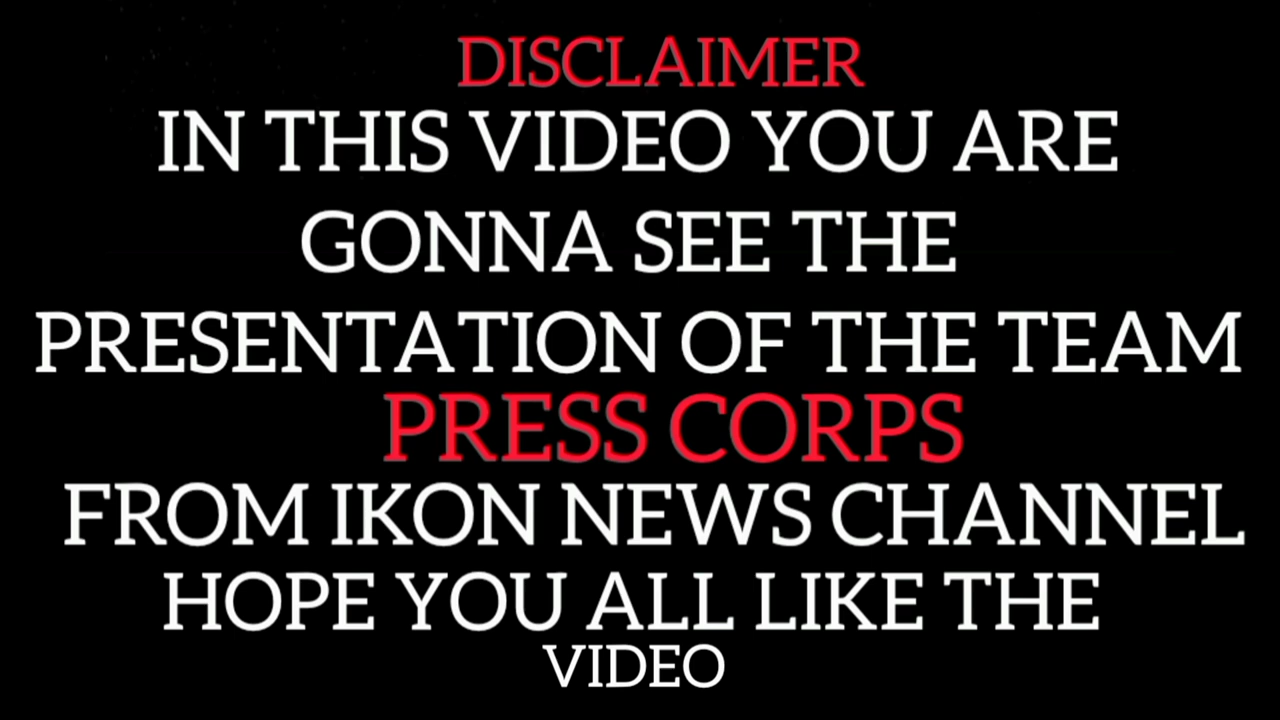 DISCLAIMER
IN THIS VIDEO YOU ARE
GONNA SEE THE
PRESENTATION OF THE TEAM
PRESS CORPS
FROM IKON NEWS CHANNEL
HOPE YOU ALL LIKE THE
VIDEO